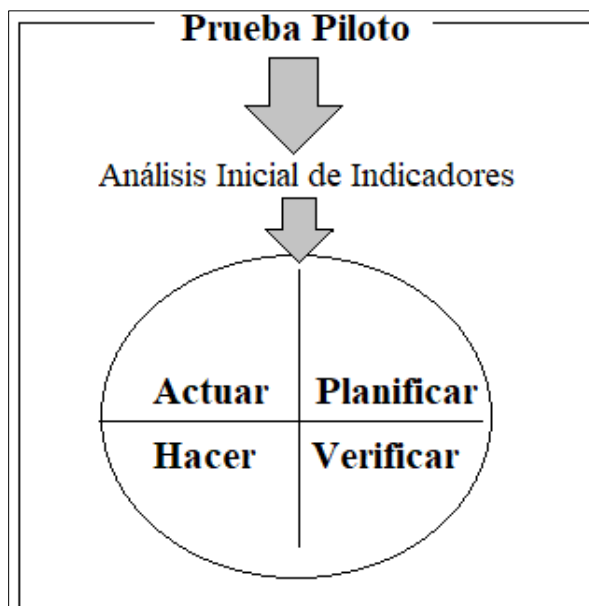 Prueba Piloto
Análisis Inicial de Indicadores
Actuar Planificar
Hacer Verificar